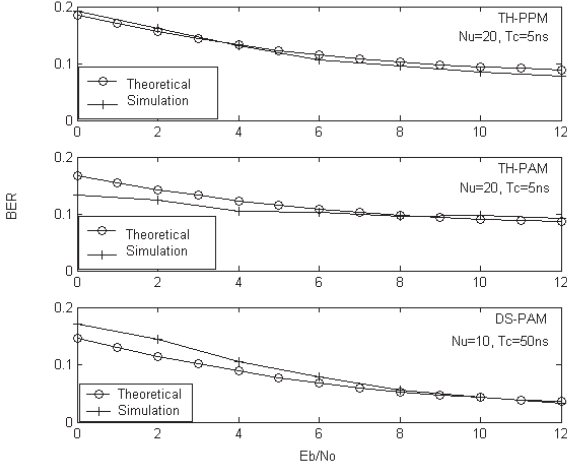 0.2
TH-PPM
Nu=20, Tc=5ns
0.1
Theoretical
Simulation
0
0 2 4 6 8 10 12
0.2
TH-PAM
Nu=20, Tc=5ns
BER
0.1
Theoretical
Simulation
0
0 2 4 6 8 10 12
0.2
DS-PAM
Nu=10, Tc=50ns
0.1
Theoretical
Simulation
0
0 2 4 6 8 10 12
Eb/No